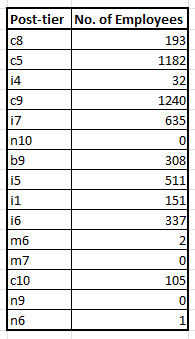 Post-tier No. of Employees
c8 193
c5 1182
i4 32
c9 1240
i7 635
n10 0
b9 308
i5 511
i1 151
i6 337
m6 2
m7 0
c10 105
n9 0
n6 1